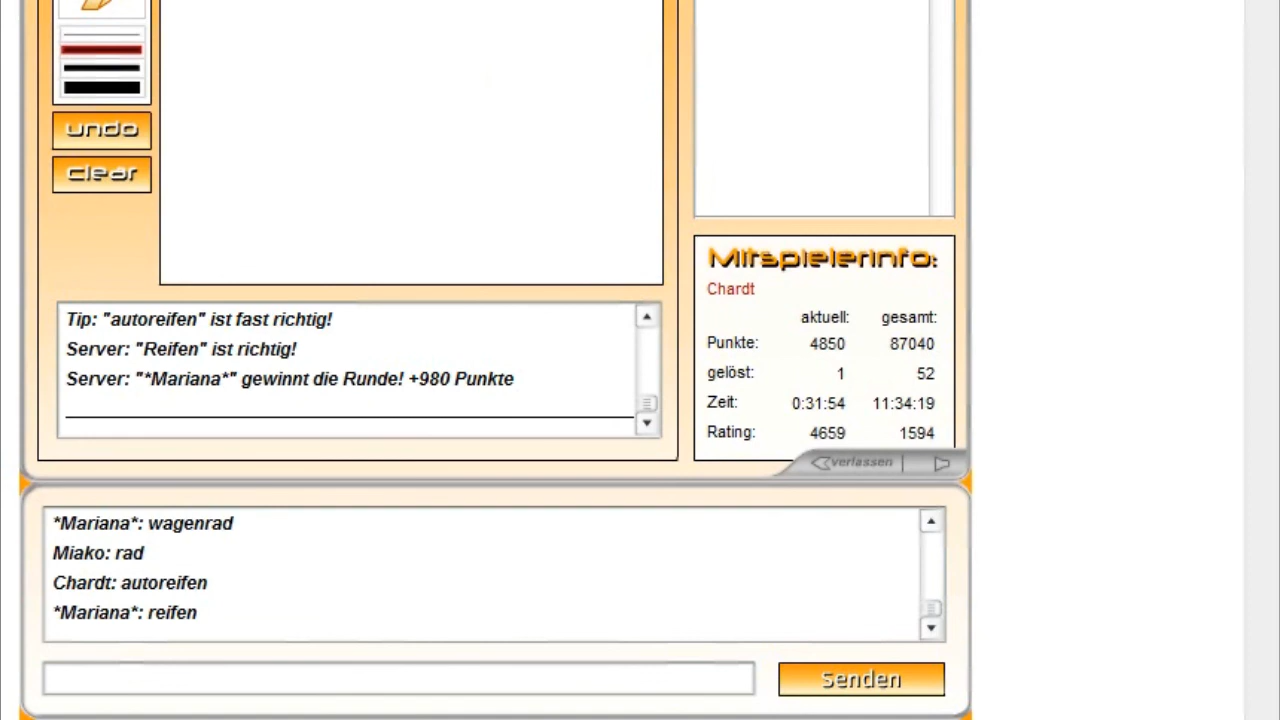 undo
clear
Tip: "autoreifen" ist fast richtig!
Server: "Reifen" ist richtig!
Server: "*Mariana*" gewinnt die Runde! +980 Punkte
Mitspielerinfo:
Chardt
aktuell: gesamt:
Punkte: 4850 87040
gelöst: 1 52
Zeit: 0:31:54 11:34:19
Rating: 4659 1594
verlassen
*Mariana*: wagenrad
Miako: rad
Chardt: autoreifen
*Mariana*: reifen
Senden